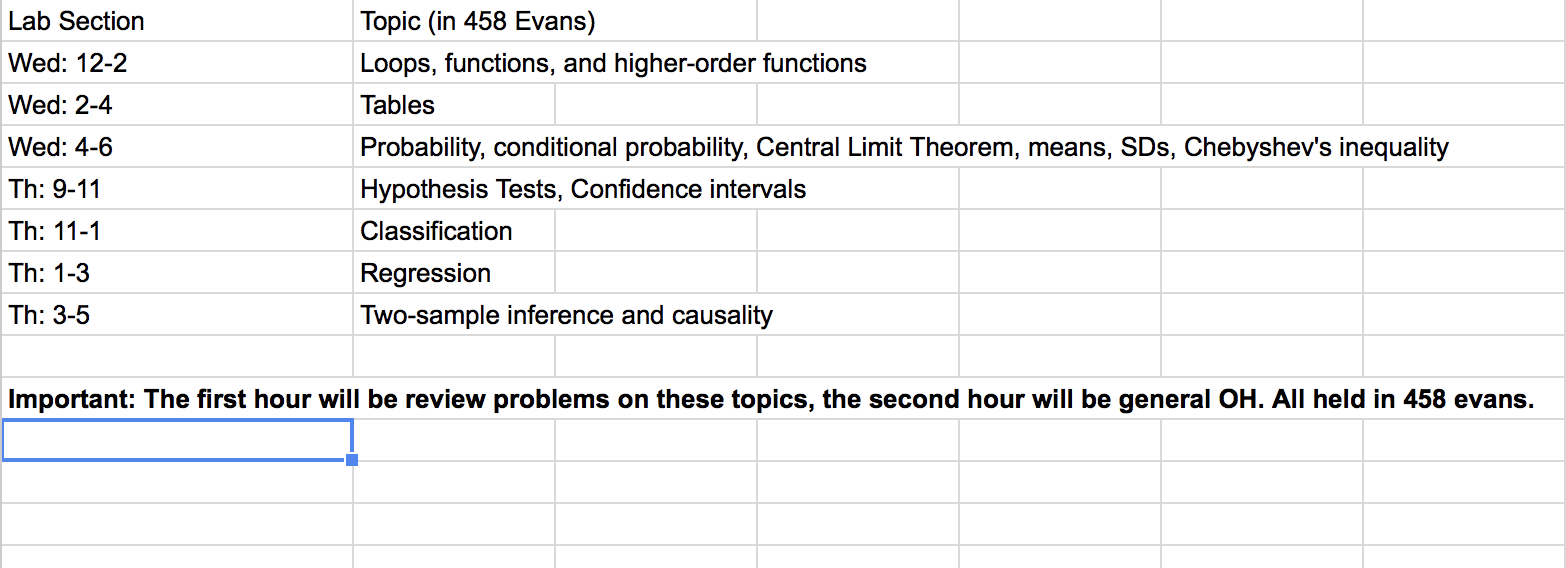 Lab Section Topic (in 458 Evans)
Wed: 12-2 Loops, functions, and higher-order functions
Wed: 2-4 Tables
Wed: 4-6 Probability, conditional probability, Central Limit Theorem, means, SDs, Chebyshev's inequality
Th: 9-11 Hypothesis Tests, Confidence intervals
Th: 11-1 Classification
Th: 1-3 Regression
Th: 3-5 Two-sample inference and causality
Important: The first hour will be review problems on these topics, the second hour will be general OH. All held in 458 evans.